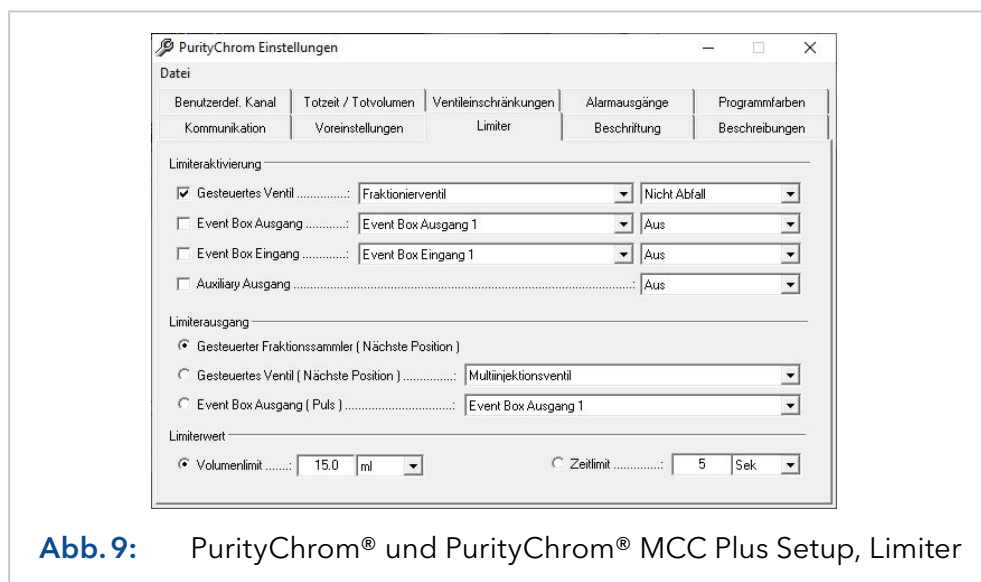 PurityChrom Einstellungen
Datei
Benutzerdef. Kanal Totzeit / Totvolumen Ventileinschränkungen Alarmausgänge Programmfarben
Kommunikation Voreinstellungen Limiter Beschriftung Beschreibungen
Limiteraktivierung
Gesteuertes Ventil ..............: Fraktionierventil Nicht Abfall
Event Box Ausgang ...........: Event Box Ausgang 1 Aus
Event Box Eingang ............: Event Box Eingang 1 Aus
Auxiliary Ausgang ....................................................................................................: Aus
Limiterausgang
Gesteuerter Fraktionssammler ( Nächste Position )
Gesteuertes Ventil ( Nächste Position ) ..............: Multiinjektionsventil
Event Box Ausgang ( Puls ) ..............................: Event Box Ausgang 1
Limiterwert
Volumenlimit ......: 15.0 ml Zeitlimit .............: 5 Sek
Abb. 9: PurityChrom® und PurityChrom® MCC Plus Setup, Limiter